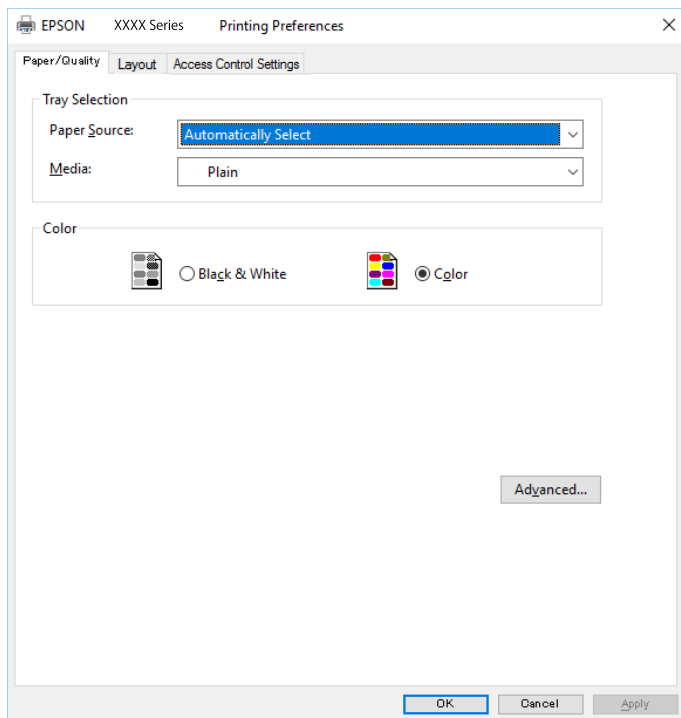 EPSON XXXX Series Printing Preferences
Paper/Quality Layout Access Control Settings
Tray Selection
Paper Source: Automatically Select
Media: Plain
Color
Black & White Color
Advanced...
OK Cancel Apply